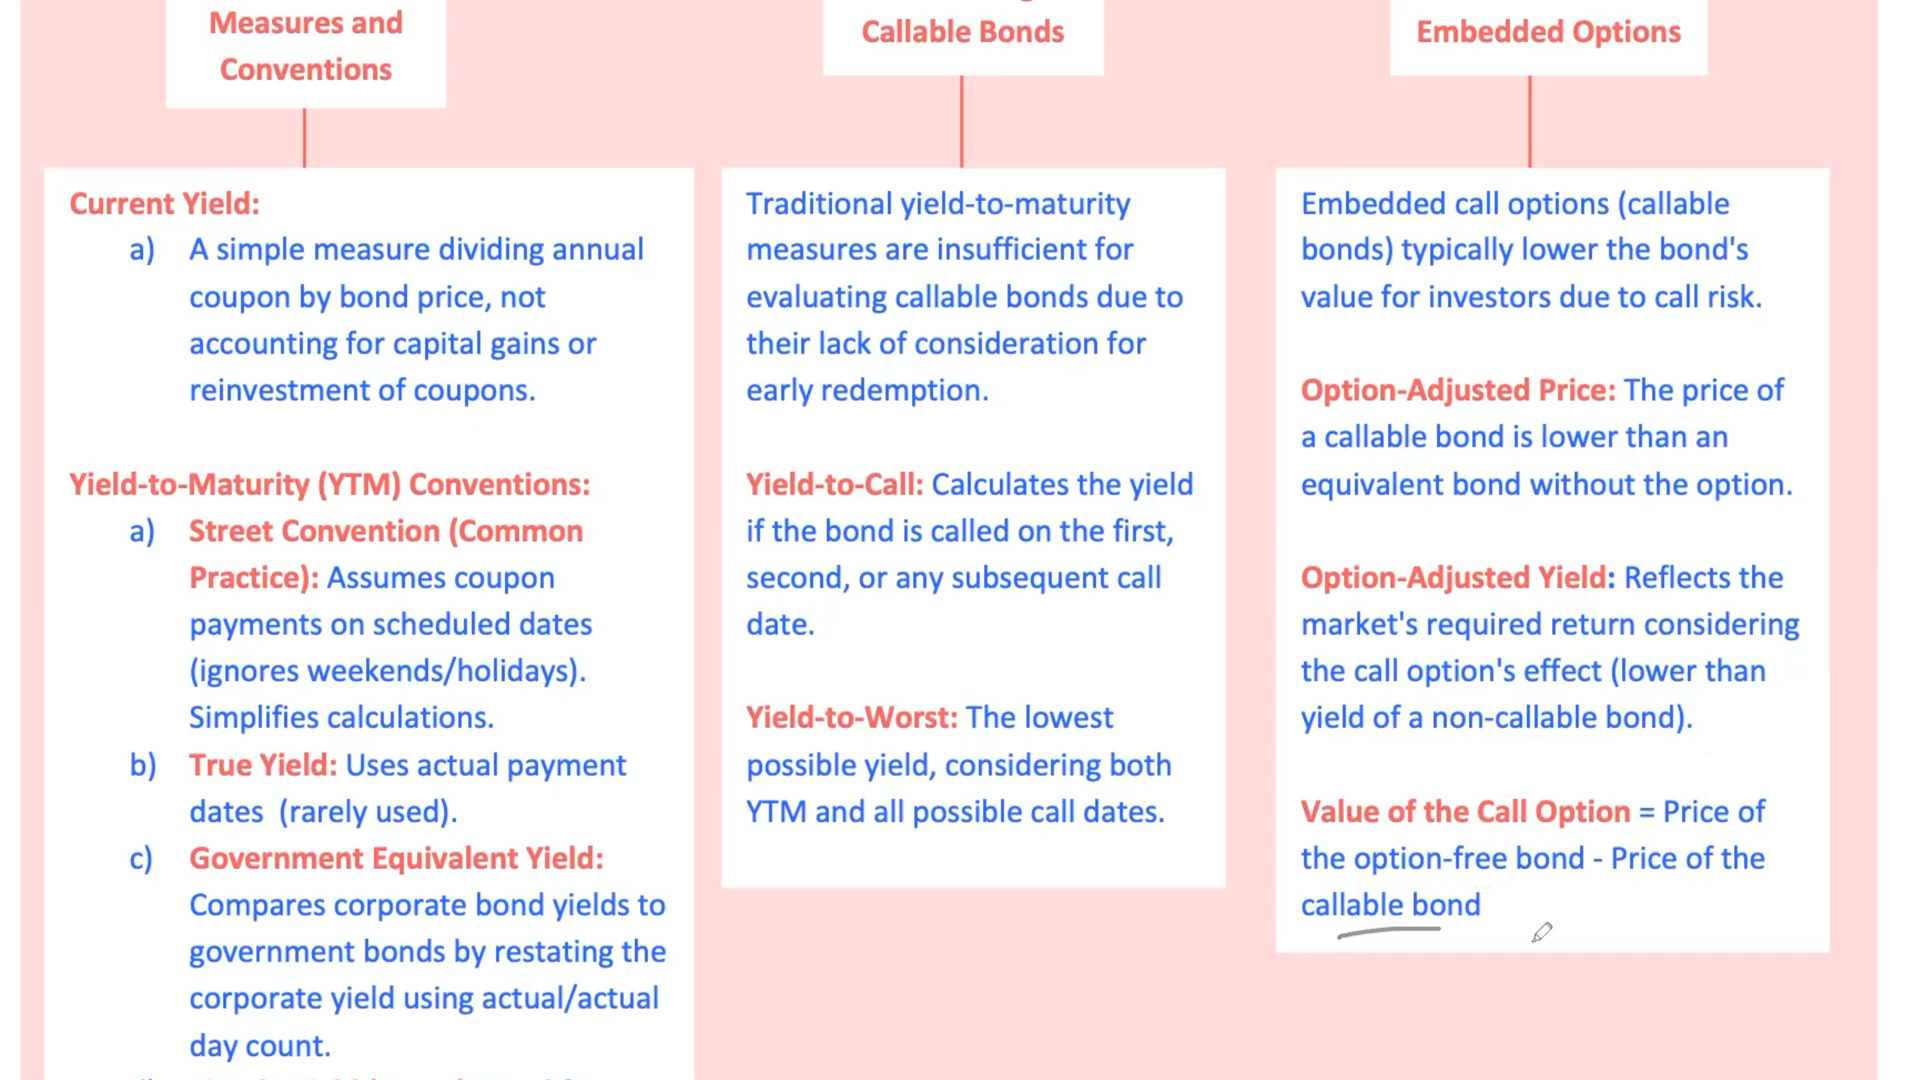 Measures and
Conventions
Current Yield:
a) A simple measure dividing annual
coupon by bond price, not
accounting for capital gains or
reinvestment of coupons.
Yield-to-Maturity (YTM) Conventions:
a) Street Convention (Common
Practice): Assumes coupon
payments on scheduled dates
(ignores weekends/holidays).
Simplifies calculations.
b) True Yield: Uses actual payment
dates (rarely used).
c) Government Equivalent Yield:
Compares corporate bond yields to
government bonds by restating the
corporate yield using actual/actual
day count.
Callable Bonds
Traditional yield-to-maturity
measures are insufficient for
evaluating callable bonds due to
their lack of consideration for
early redemption.
Yield-to-Call: Calculates the yield
if the bond is called on the first,
second, or any subsequent call
date.
Yield-to-Worst: The lowest
possible yield, considering both
YTM and all possible call dates.
Embedded Options
Embedded call options (callable
bonds) typically lower the bond's
value for investors due to call risk.
Option-Adjusted Price: The price of
a callable bond is lower than an
equivalent bond without the option.
Option-Adjusted Yield: Reflects the
market's required return considering
the call option's effect (lower than
yield of a non-callable bond).
Value of the Call Option = Price of
the option-free bond - Price of the
callable bond